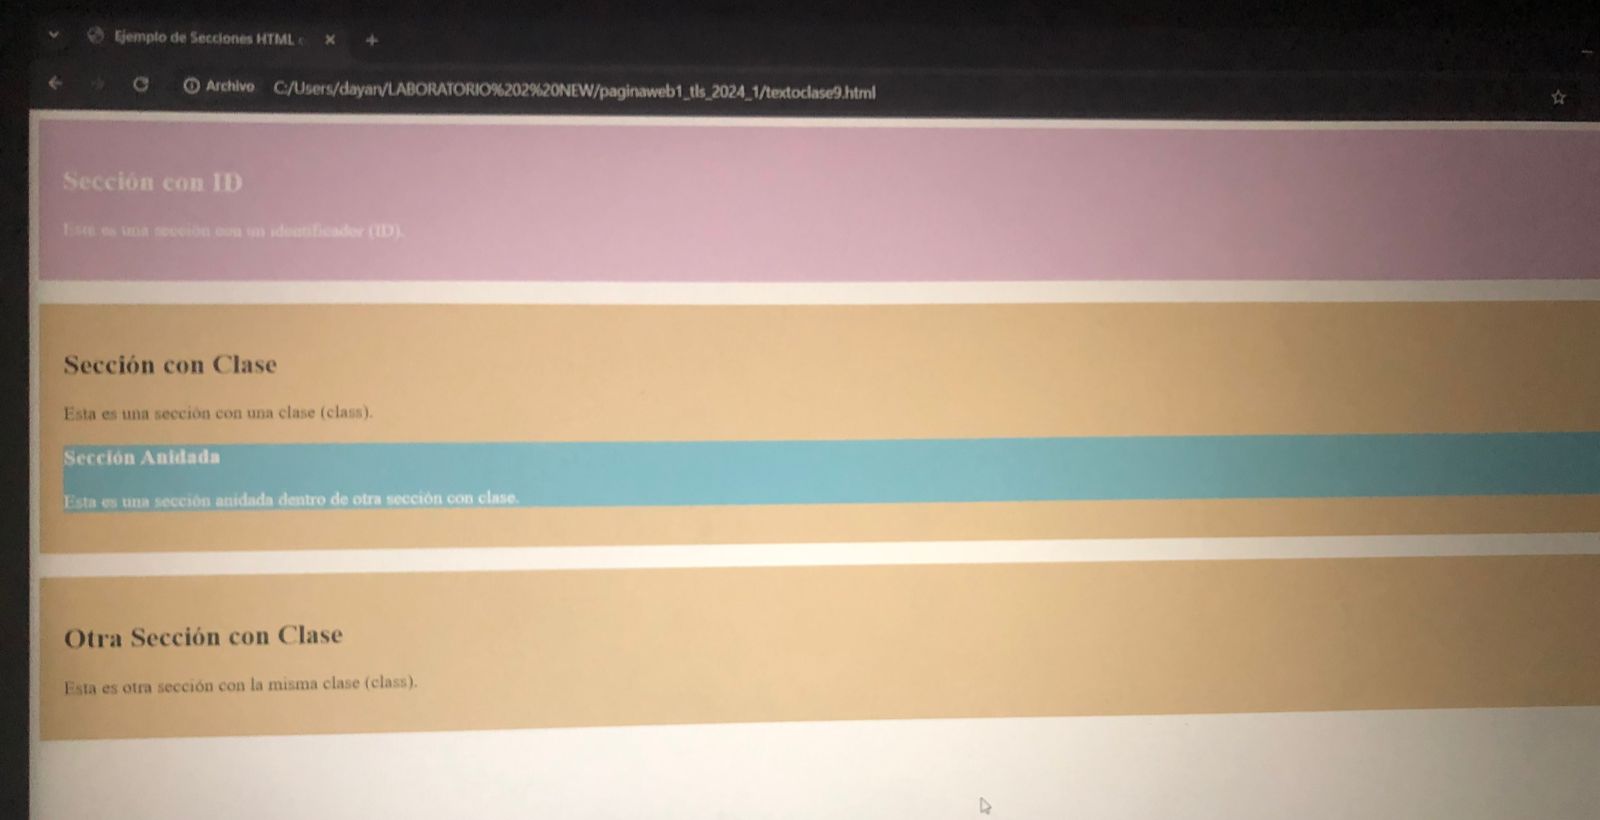 Ejemplo de Secciones HTML
Archivo C:/Users/dayan/LABORATORIO%202%20NEW/paginaweb1_tls_2024_1/textoclase9.html
Sección con ID
Esta es una sección con un identificador (ID).
Sección con Clase
Esta es una sección con una clase (class).
Sección Anidada
Esta es una sección anidada dentro de otra sección con clase.
Otra Sección con Clase
Esta es otra sección con la misma clase (class).